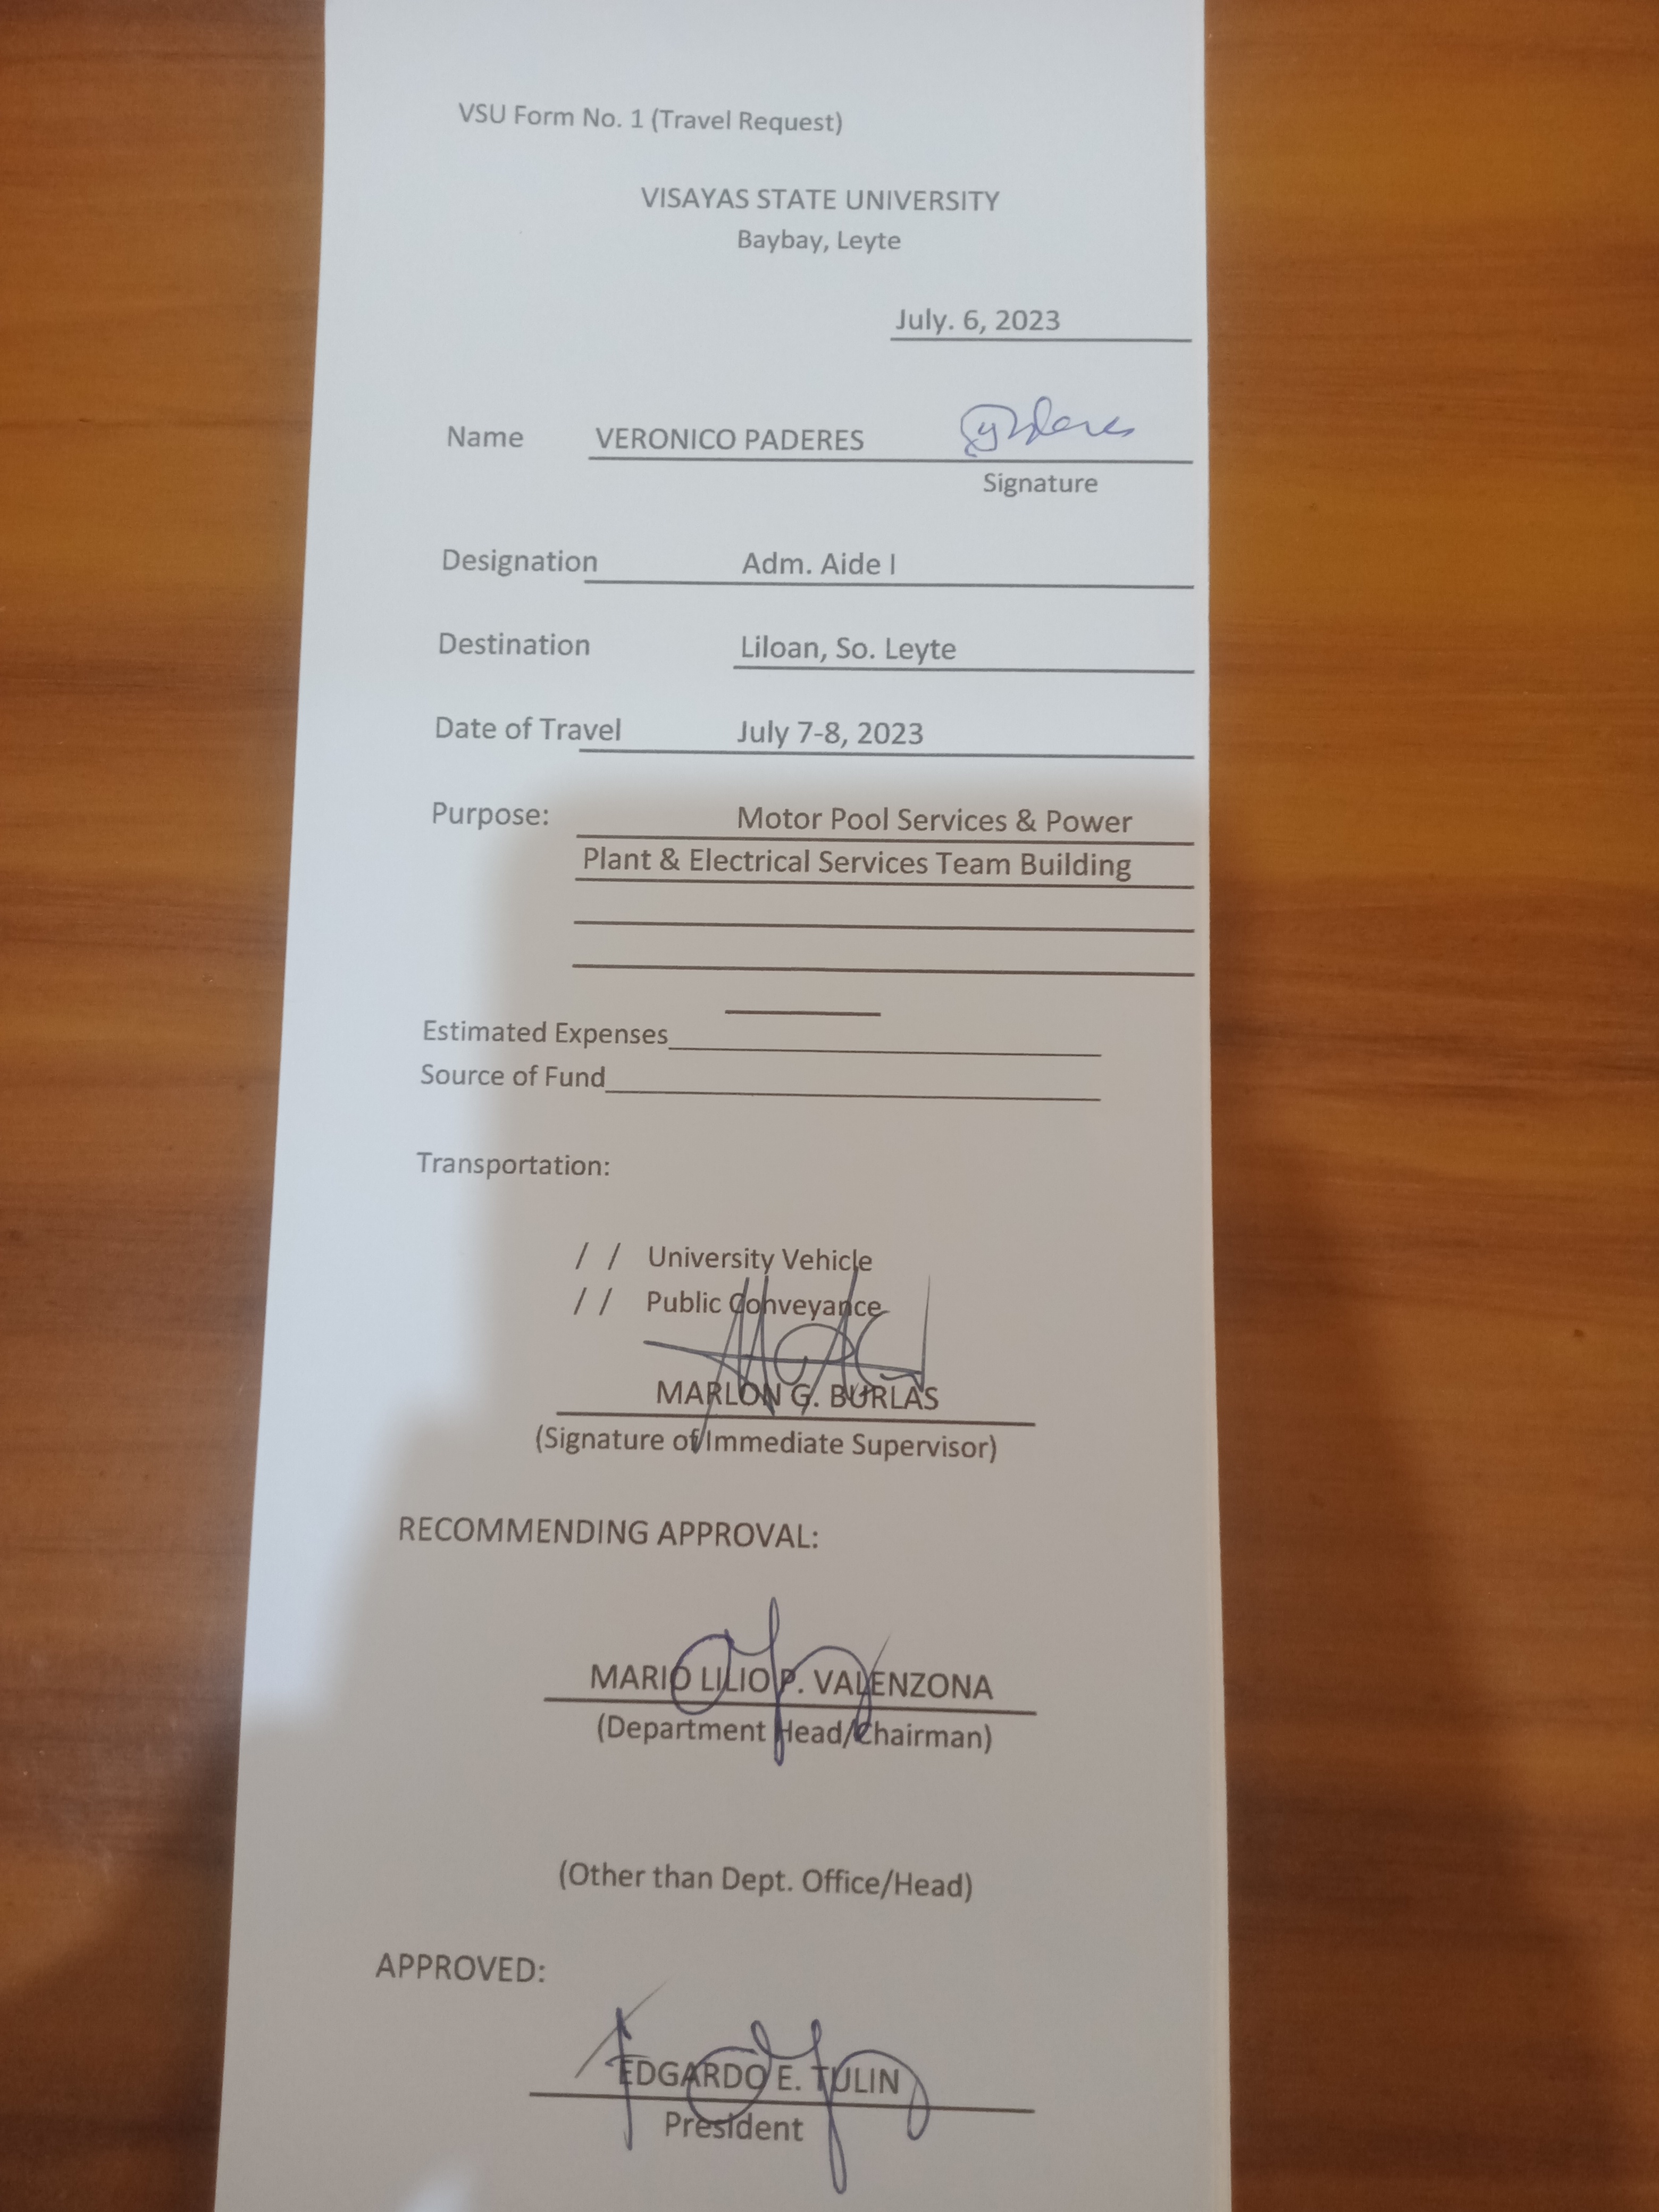 VSU Form No. 1 (Travel Request)
VISAYAS STATE UNIVERSITY
Baybay, Leyte
July. 6, 2023
Name VERONICO PADERES
Signature
Designation Adm. Aide I
Destination Liloan, So. Leyte
Date of Travel July 7-8, 2023
Purpose: Motor Pool Services & Power
Plant & Electrical Services Team Building
Estimated Expenses
Source of Fund
Transportation:
/ / University Vehicle
/ / Public Conveyance
MARLON G. BURLAS
(Signature of Immediate Supervisor)
RECOMMENDING APPROVAL:
MARIO LILIO P. VALENZONA
(Department Head/Chairman)
(Other than Dept. Office/Head)
APPROVED:
EDGARDO E. TULIN
President